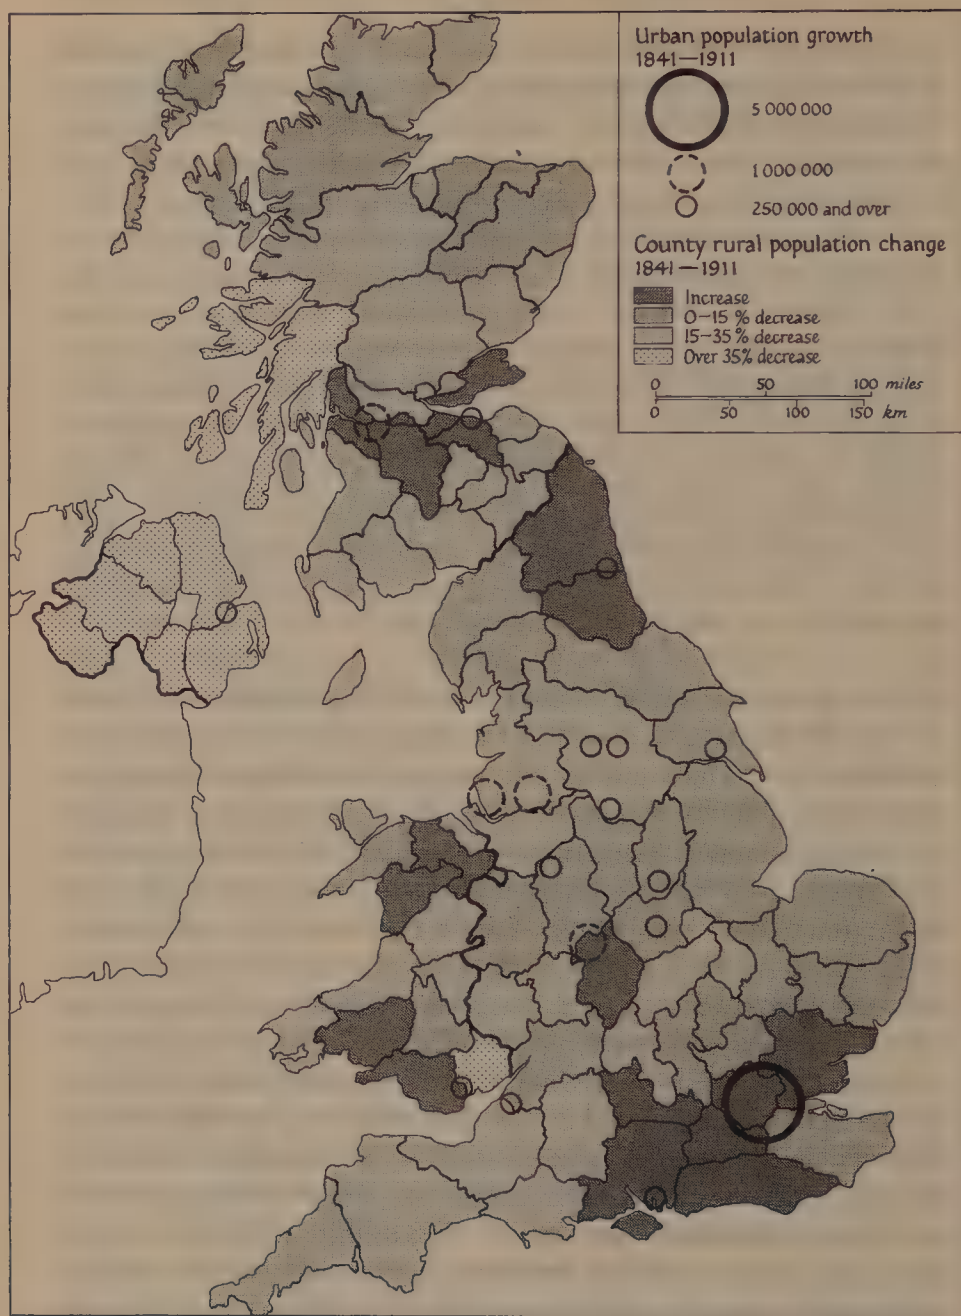 Urban population growth
1841—1911
5 000 000
1 000 000
250 000 and over
County rural population change
1841—1911
Increase
0—15 % decrease
15—35% decrease
Over 35% decrease
0 50 100 miles
0 50 100 150 km